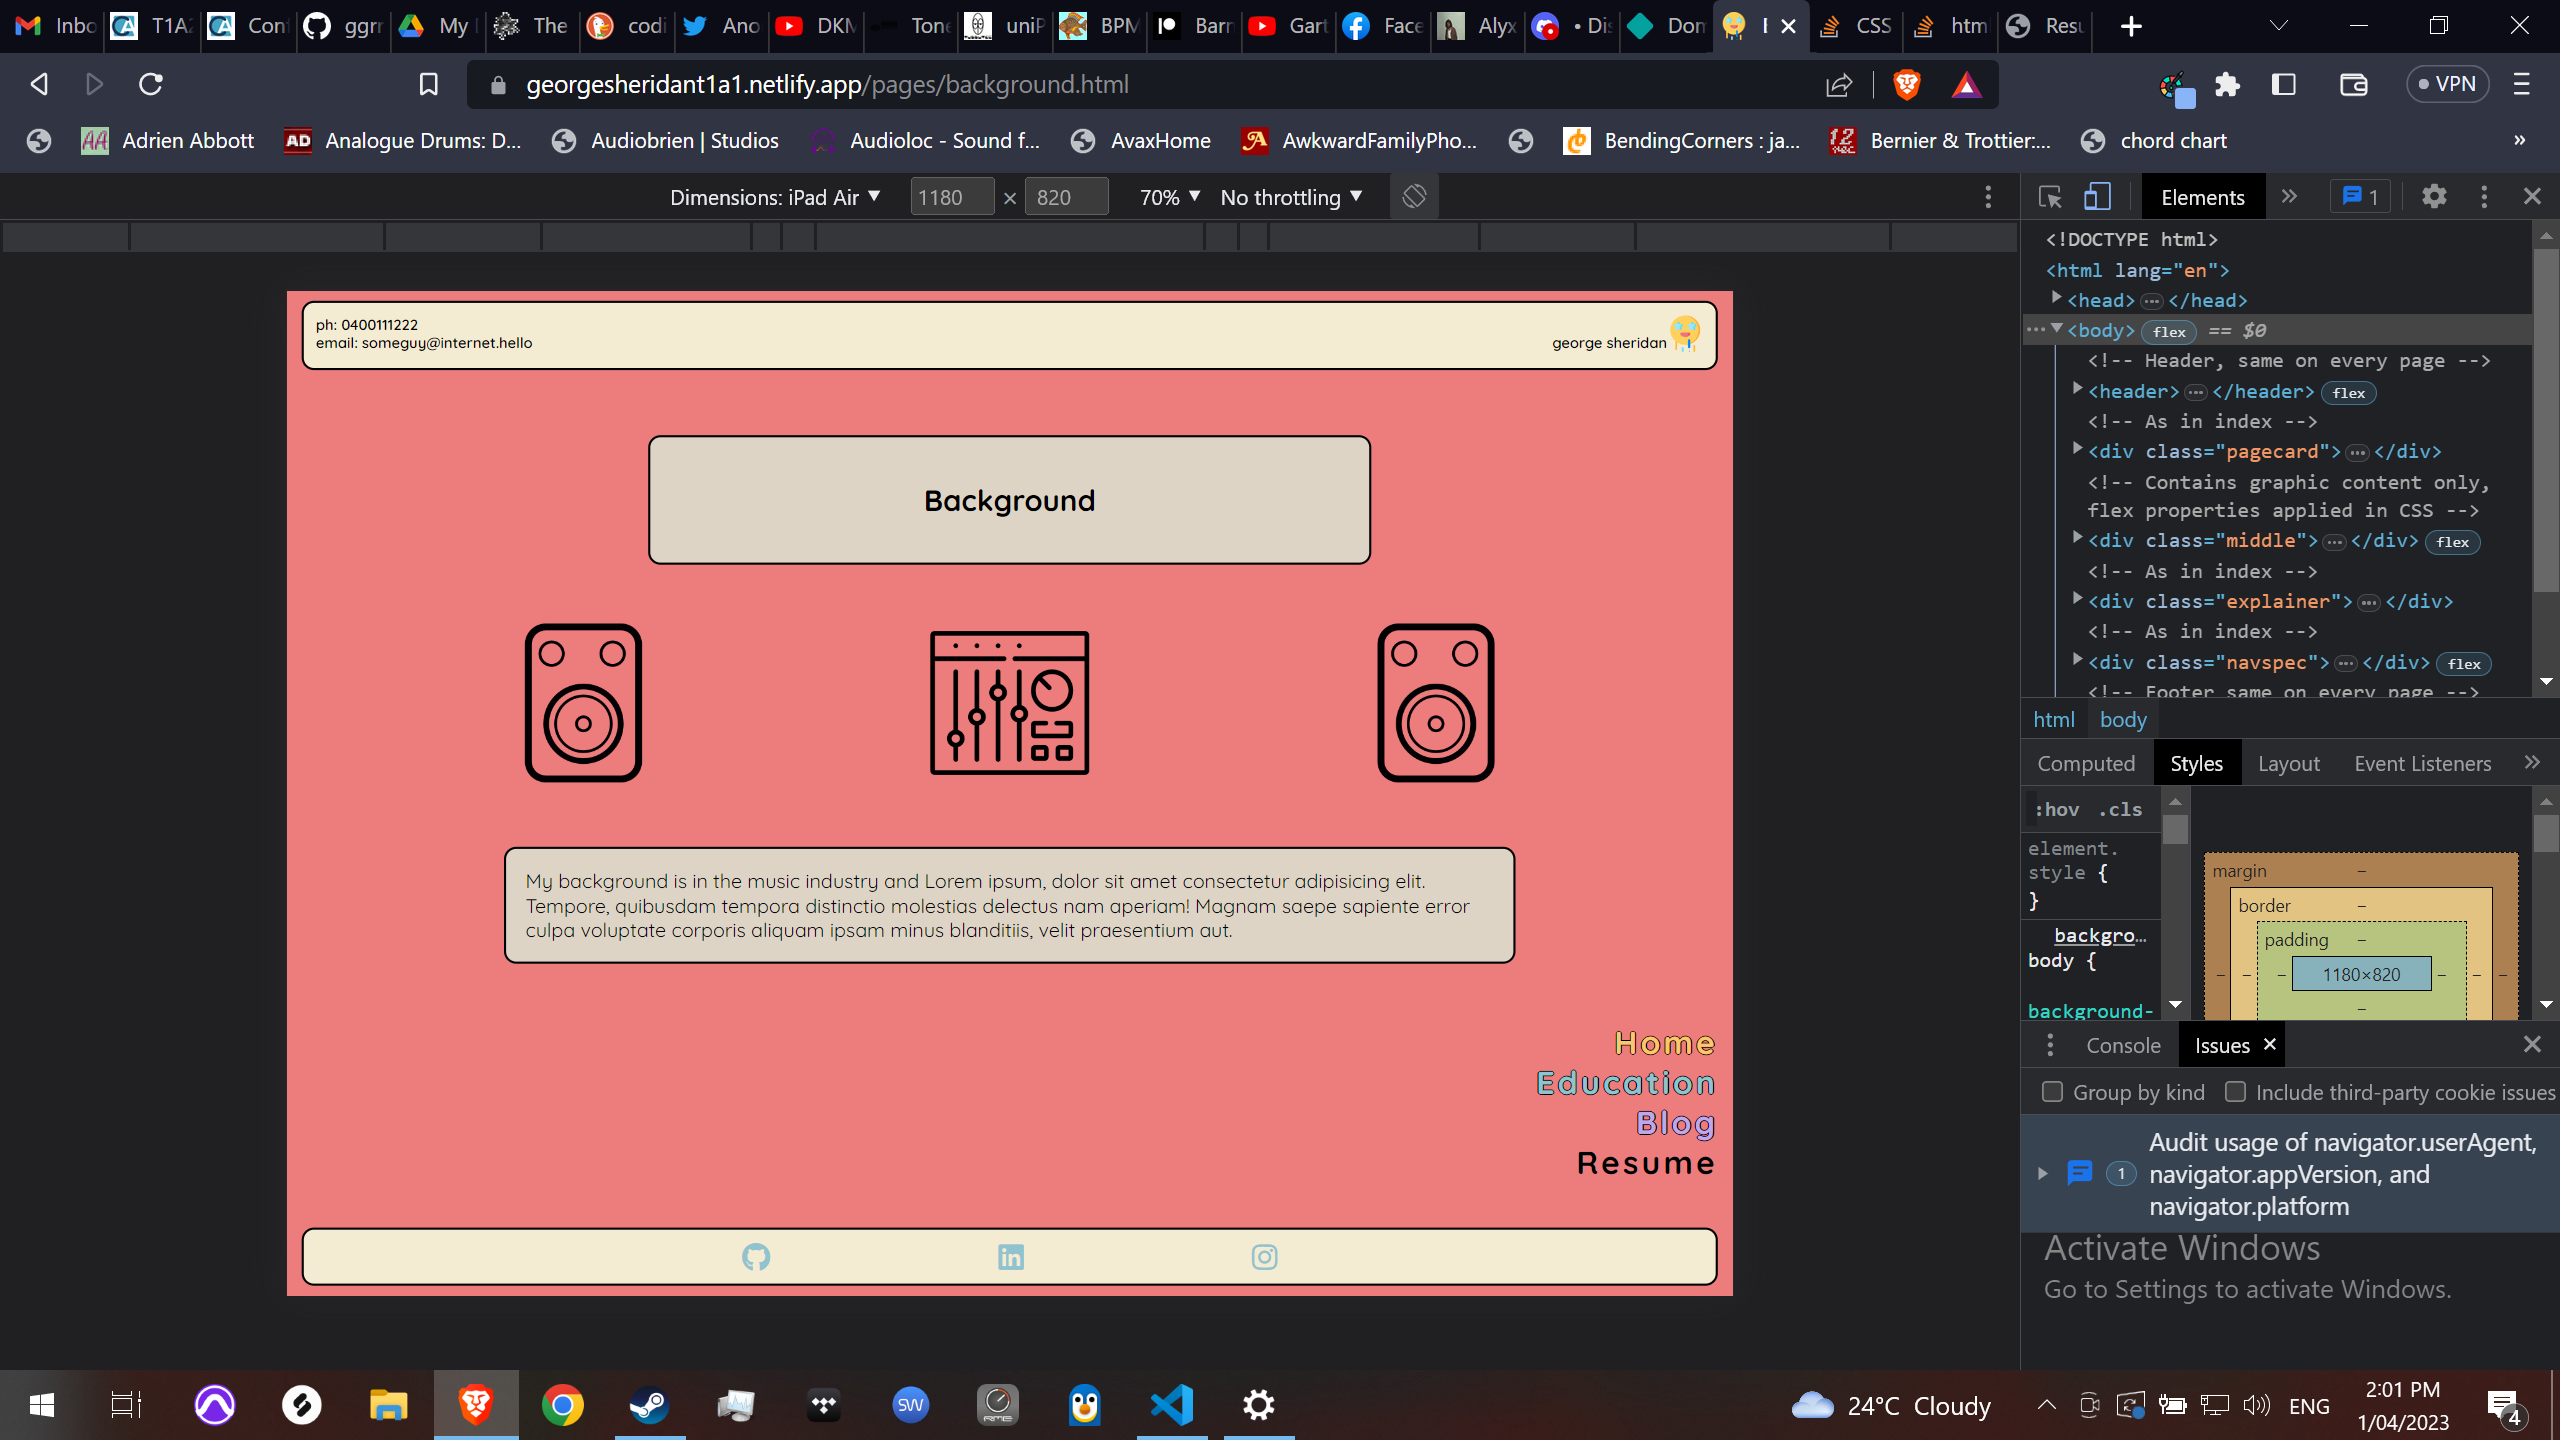 Inbo
T1A2
Con
ggrr
My
The
codi
Ano
DKM
Tone
uniP
BPM
Barr
Gart
Face
Alyx
• Dis
Don
CSS
htm
Resu
georgesheridant1a1.netlify.app/pages/background.html
VPN
Adrien Abbott
AD
Analogue Drums: D...
Audiobrien | Studios
Audioloc - Sound f...
AvaxHome
AwkwardFamilyPho...
BendingCorners : ja...
Bernier & Trottier:...
chord chart
»
Dimensions: iPad Air
1180 × 820
70%
No throttling
Elements
1
<!DOCTYPE html>
<html lang="en">
<head> ... </head>
... <body> flex == $0
<!-- Header, same on every page -->
<header> ... </header> flex
<!-- As in index -->
<div class="pagecard"> ... </div>
<!-- Contains graphic content only,
flex properties applied in CSS -->
<div class="middle"> ... </div> flex
<!-- As in index -->
<div class="explainer"> ... </div>
<!-- As in index -->
<div class="navspec"> ... </div> flex
<!-- Footer same on every page -->
html body
Computed Styles Layout Event Listeners
:hov .cls
element.
style {
}
backgro...
body {
background-
margin –
border –
padding –
– – – 1180×820 – – –
–
Console Issues
Group by kind
Include third-party cookie issues
1
Audit usage of navigator.userAgent,
navigator.appVersion, and
navigator.platform
Activate Windows
Go to Settings to activate Windows.
ph: 0400111222
email: someguy@internet.hello
george sheridan
Background
My background is in the music industry and Lorem ipsum, dolor sit amet consectetur adipisicing elit.
Tempore, quibusdam tempora distinctio molestias delectus nam aperiam! Magnam saepe sapiente error
culpa voluptate corporis aliquam ipsam minus blanditiis, velit praesentium aut.
Home
Education
Blog
Resume
in
SW
RME
24°C Cloudy
ENG
2:01 PM
1/04/2023
4